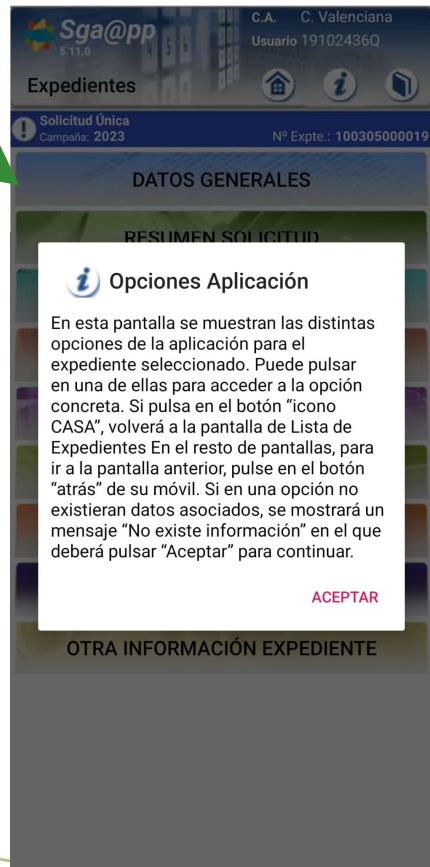 Sga@pp
5.11.0
C.A. C. Valenciana
Usuario 19102436Q
Expedientes
Solicitud Única
Campaña: 2023
Nº Expte.: 100305000019
DATOS GENERALES
RESUMEN SOLICITUD
Opciones Aplicación
En esta pantalla se muestran las distintas
opciones de la aplicación para el
expediente seleccionado. Puede pulsar
en una de ellas para acceder a la opción
concreta. Si pulsa en el botón “icono
CASA”, volverá a la pantalla de Lista de
Expedientes En el resto de pantallas, para
ir a la pantalla anterior, pulse en el botón
“atrás” de su móvil. Si en una opción no
existieran datos asociados, se mostrará un
mensaje “No existe información” en el que
deberá pulsar “Aceptar” para continuar.
ACEPTAR
OTRA INFORMACIÓN EXPEDIENTE